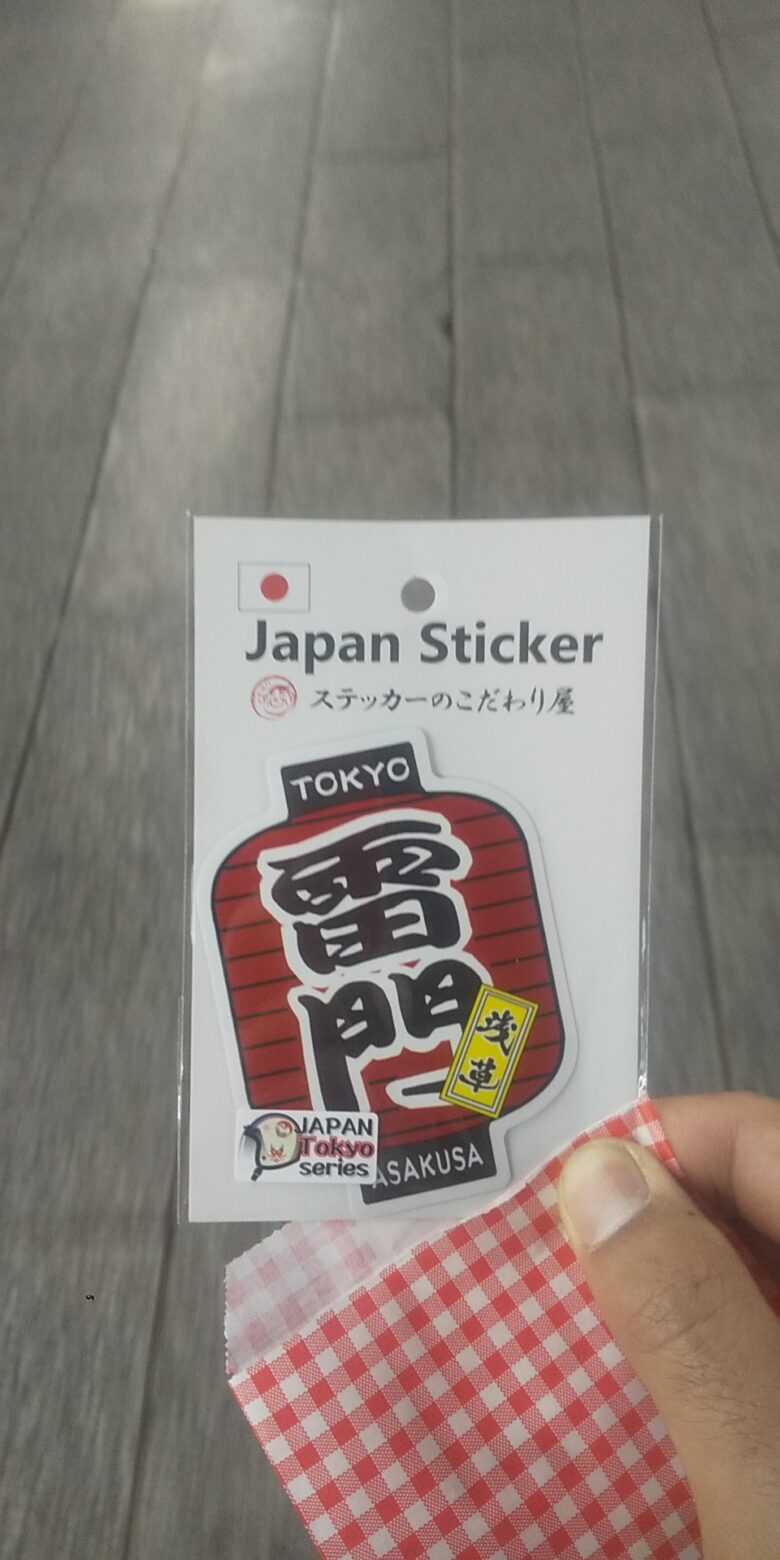 Japan Sticker
ステッカーのこだわり屋
TOKYO
雷門
浅草
JAPAN
Tokyo
series
ASAKUSA